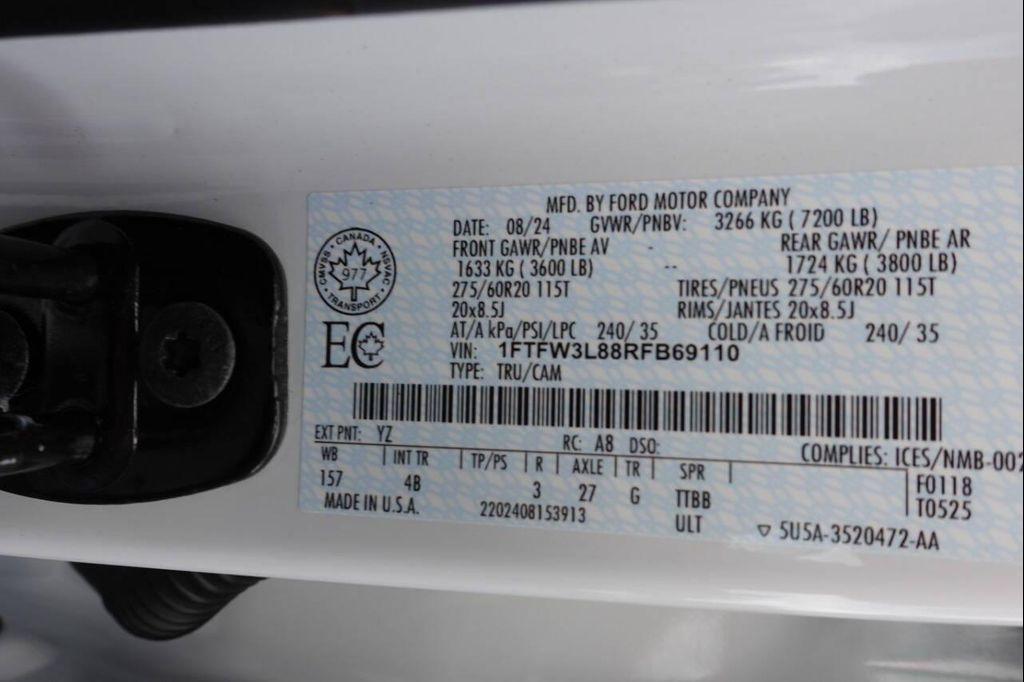 MFD. BY FORD MOTOR COMPANY
DATE: 08/24 GVWR/PNBV: 3266 KG ( 7200 LB)
FRONT GAWR/PNBE AV - REAR GAWR/ PNBE AR
1633 KG ( 3600 LB) -- 1724 KG ( 3800 LB)
275/60R20 115T TIRES/PNEUS 275/60R20 115T
20x8.5J RIMS/JANTES 20x8.5J
AT/A kPa/PSI/LPC 240/ 35 COLD/A FROID 240/ 35
VIN: 1FTFW3L88RFB69110
TYPE: TRU/CAM
CANADA
CMVSS 977 NSVAC
TRANSPORT
EC
EXT PNT: YZ RC: A8 DSO:
COMPLIES: ICES/NMB-002
WB INT TR TP/PS R AXLE TR SPR
157 4B 3 27 G TTBB F0118
T0525
MADE IN U.S.A. 2202408153913 ULT
▽ 5U5A-3520472-AA